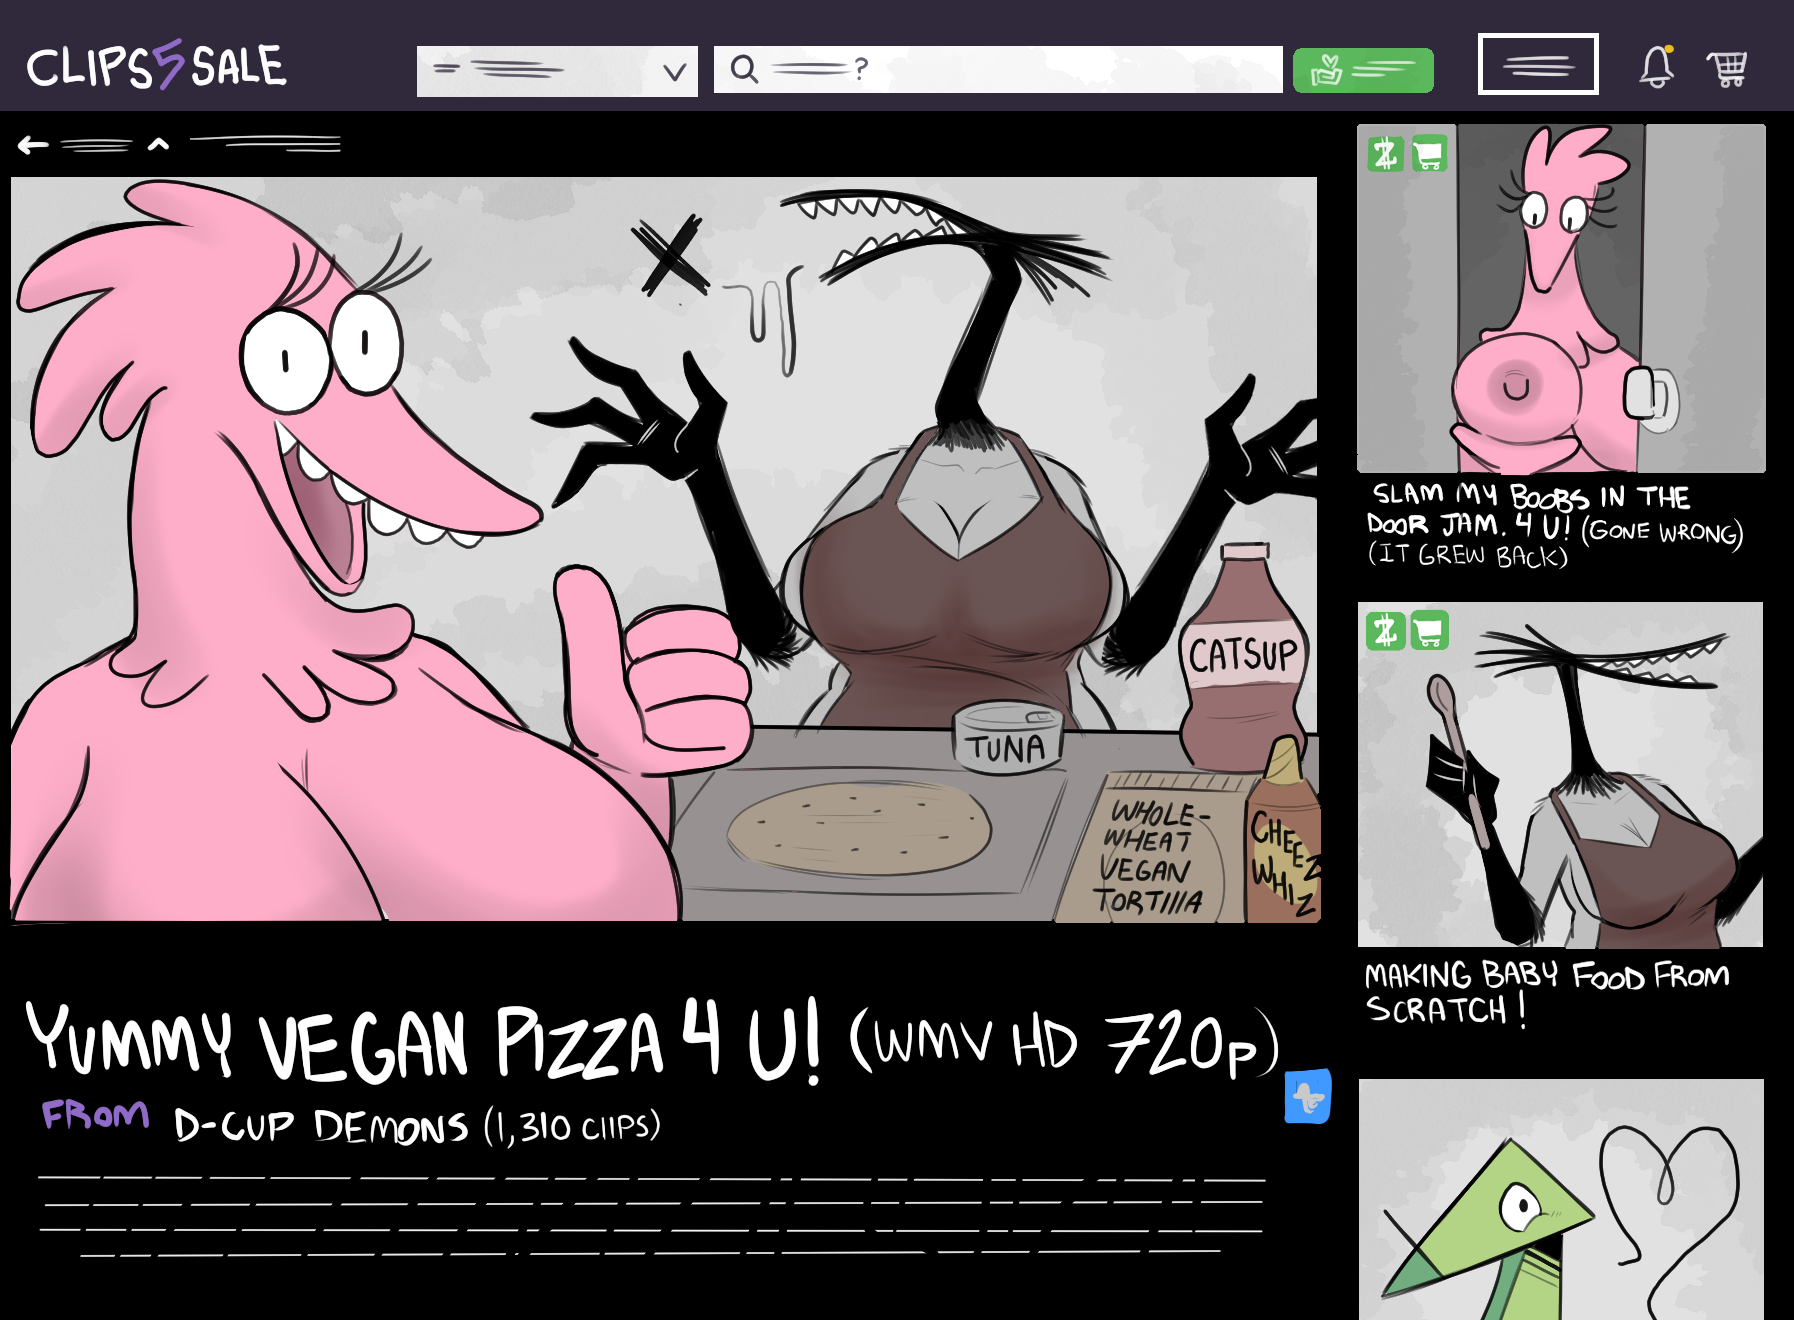 CLIPS5SALE
?
CATSUP
TUNA
WHOLE-
WHEAT
VEGAN
TORTIllA
CHEEZ
WHIZ
YUMMY VEGAN PIZZA 4 U! (WMV HD 720p)
FROM D-CUP DEMONS (1,310 ClIPS)
SLAM MY BOOBS IN THE
DOOR JAM. 4 U! (GONE WRONG)
(IT GREW BACK)
MAKING BABY FOOD FROM
SCRATCH!